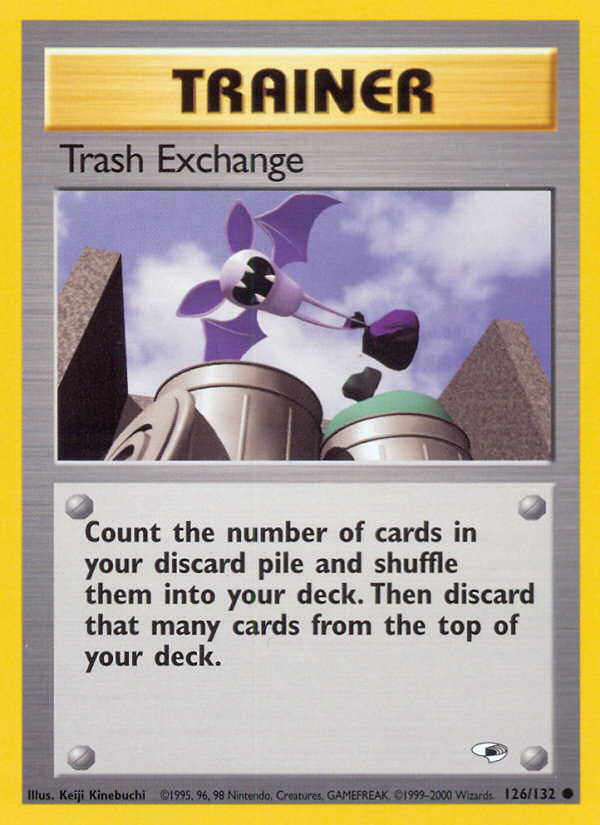 TRAINER
Trash Exchange
Count the number of cards in
your discard pile and shuffle
them into your deck. Then discard
that many cards from the top of
your deck.
Illus. Keiji Kinebuchi ©1995, 96, 98 Nintendo, Creatures, GAMEFREAK. ©1999-2000 Wizards. 126/132